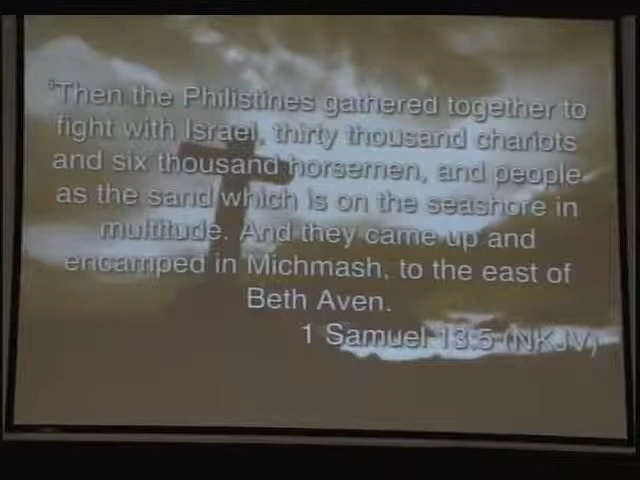 ⁵Then the Philistines gathered together to
fight with Israel, thirty thousand chariots
and six thousand horsemen, and people
as the sand which is on the seashore in
multitude. And they came up and
encamped in Michmash, to the east of
Beth Aven.
1 Samuel 13:5 (NKJV)